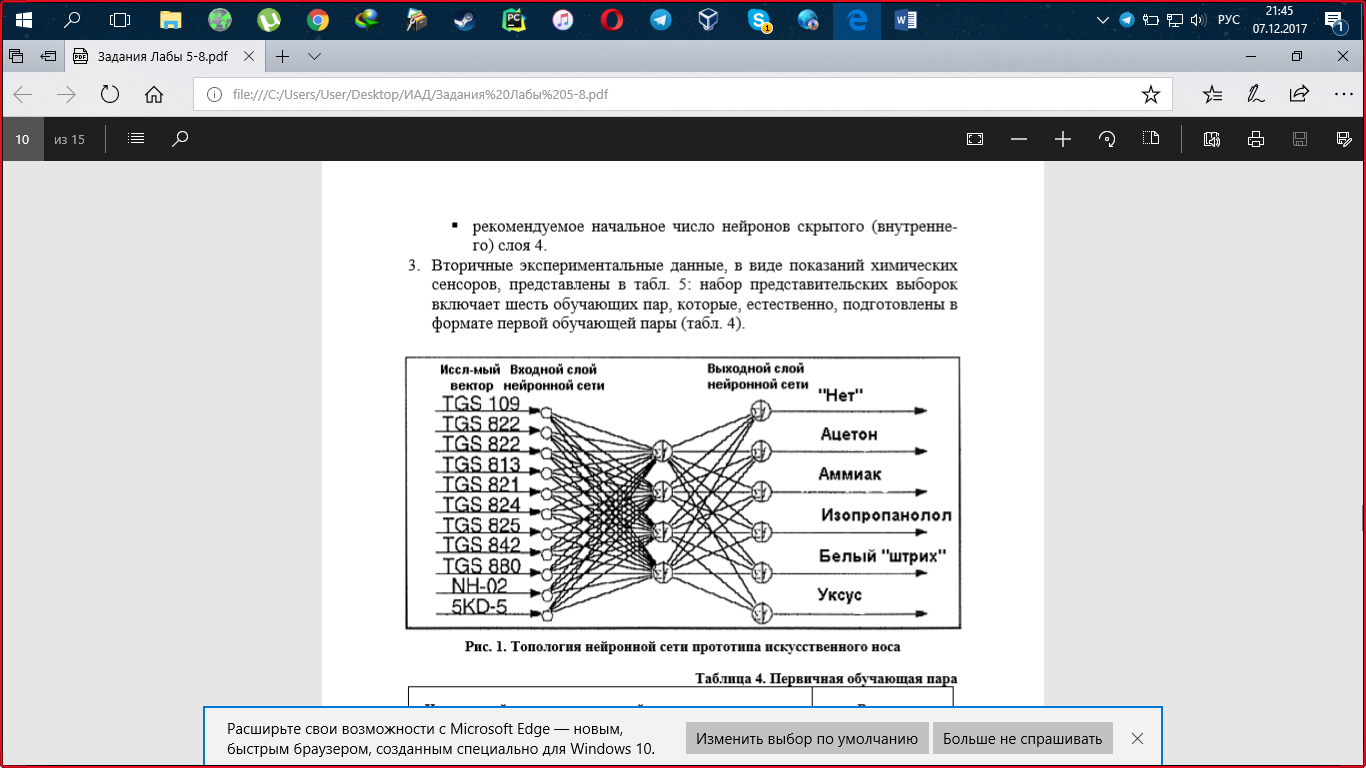 21:45
РУС
07.12.2017
Задания Лабы 5-8.pdf
file:///C:/Users/User/Desktop/ИАД/Задания%20Лабы%205-8.pdf
10 из 15
рекомендуемое начальное число нейронов скрытого (внутренне-
го) слоя 4.
3. Вторичные экспериментальные данные, в виде показаний химических
сенсоров, представлены в табл. 5: набор представительских выборок
включает шесть обучающих пар, которые, естественно, подготовлены в
формате первой обучающей пары (табл. 4).
Иссл-мый вектор
Входной слой нейронной сети
Выходной слой нейронной сети
TGS 109
TGS 822
TGS 822
TGS 813
TGS 821
TGS 824
TGS 825
TGS 842
TGS 880
NH-02
5KD-5
"Нет"
Ацетон
Аммиак
Изопропанолол
Белый "штрих"
Уксус
Рис. 1. Топология нейронной сети прототипа искусственного носа
Таблица 4. Первичная обучающая пара
Расширьте свои возможности с Microsoft Edge — новым,
быстрым браузером, созданным специально для Windows 10.
Изменить выбор по умолчанию
Больше не спрашивать